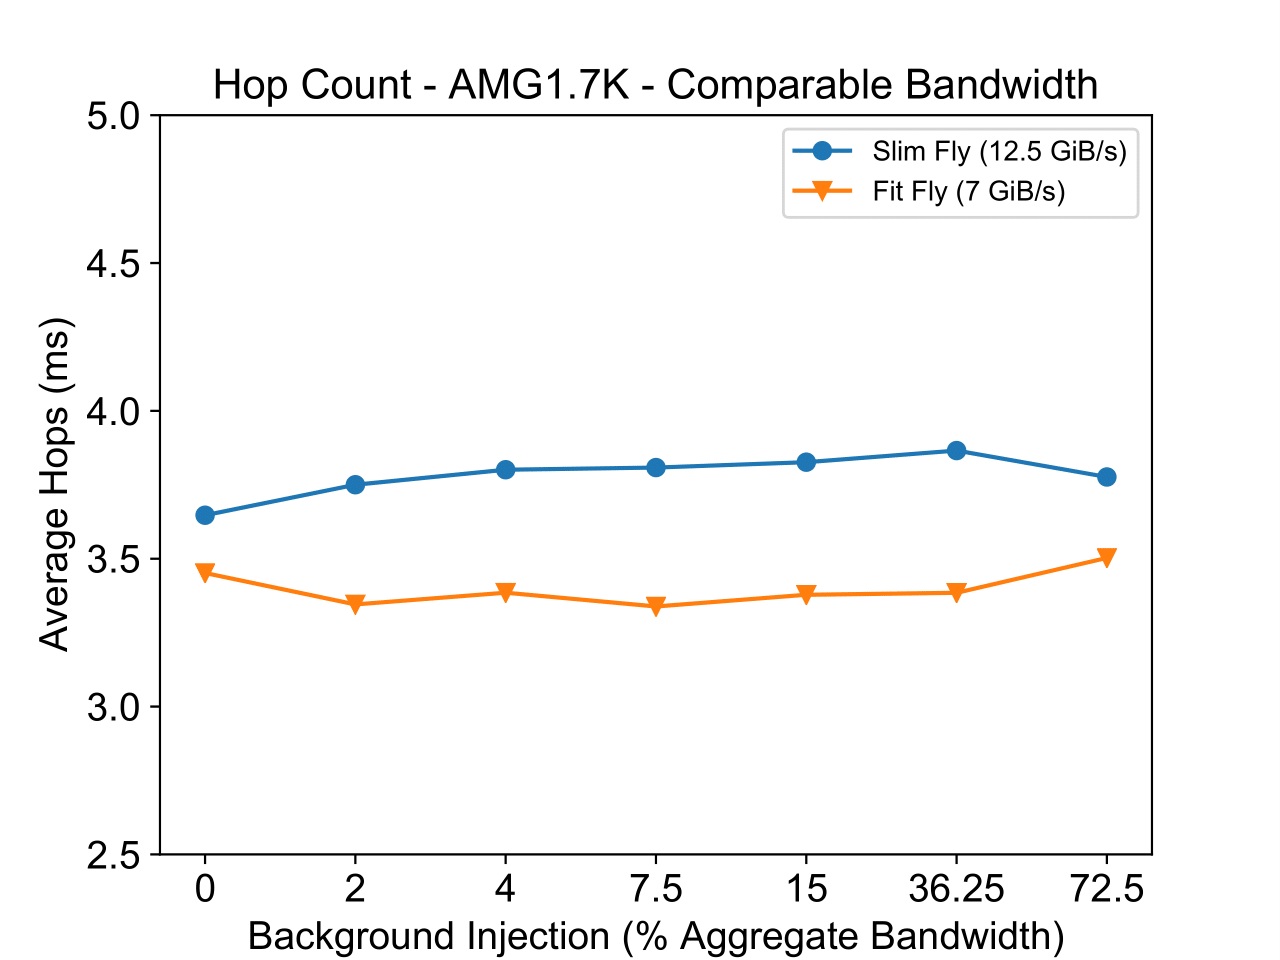 Hop Count - AMG1.7K - Comparable Bandwidth
5.0
4.5
4.0
3.5
3.0
2.5
Average Hops (ms)
Slim Fly (12.5 GiB/s)
Fit Fly (7 GiB/s)
0 2 4 7.5 15 36.25 72.5
Background Injection (% Aggregate Bandwidth)